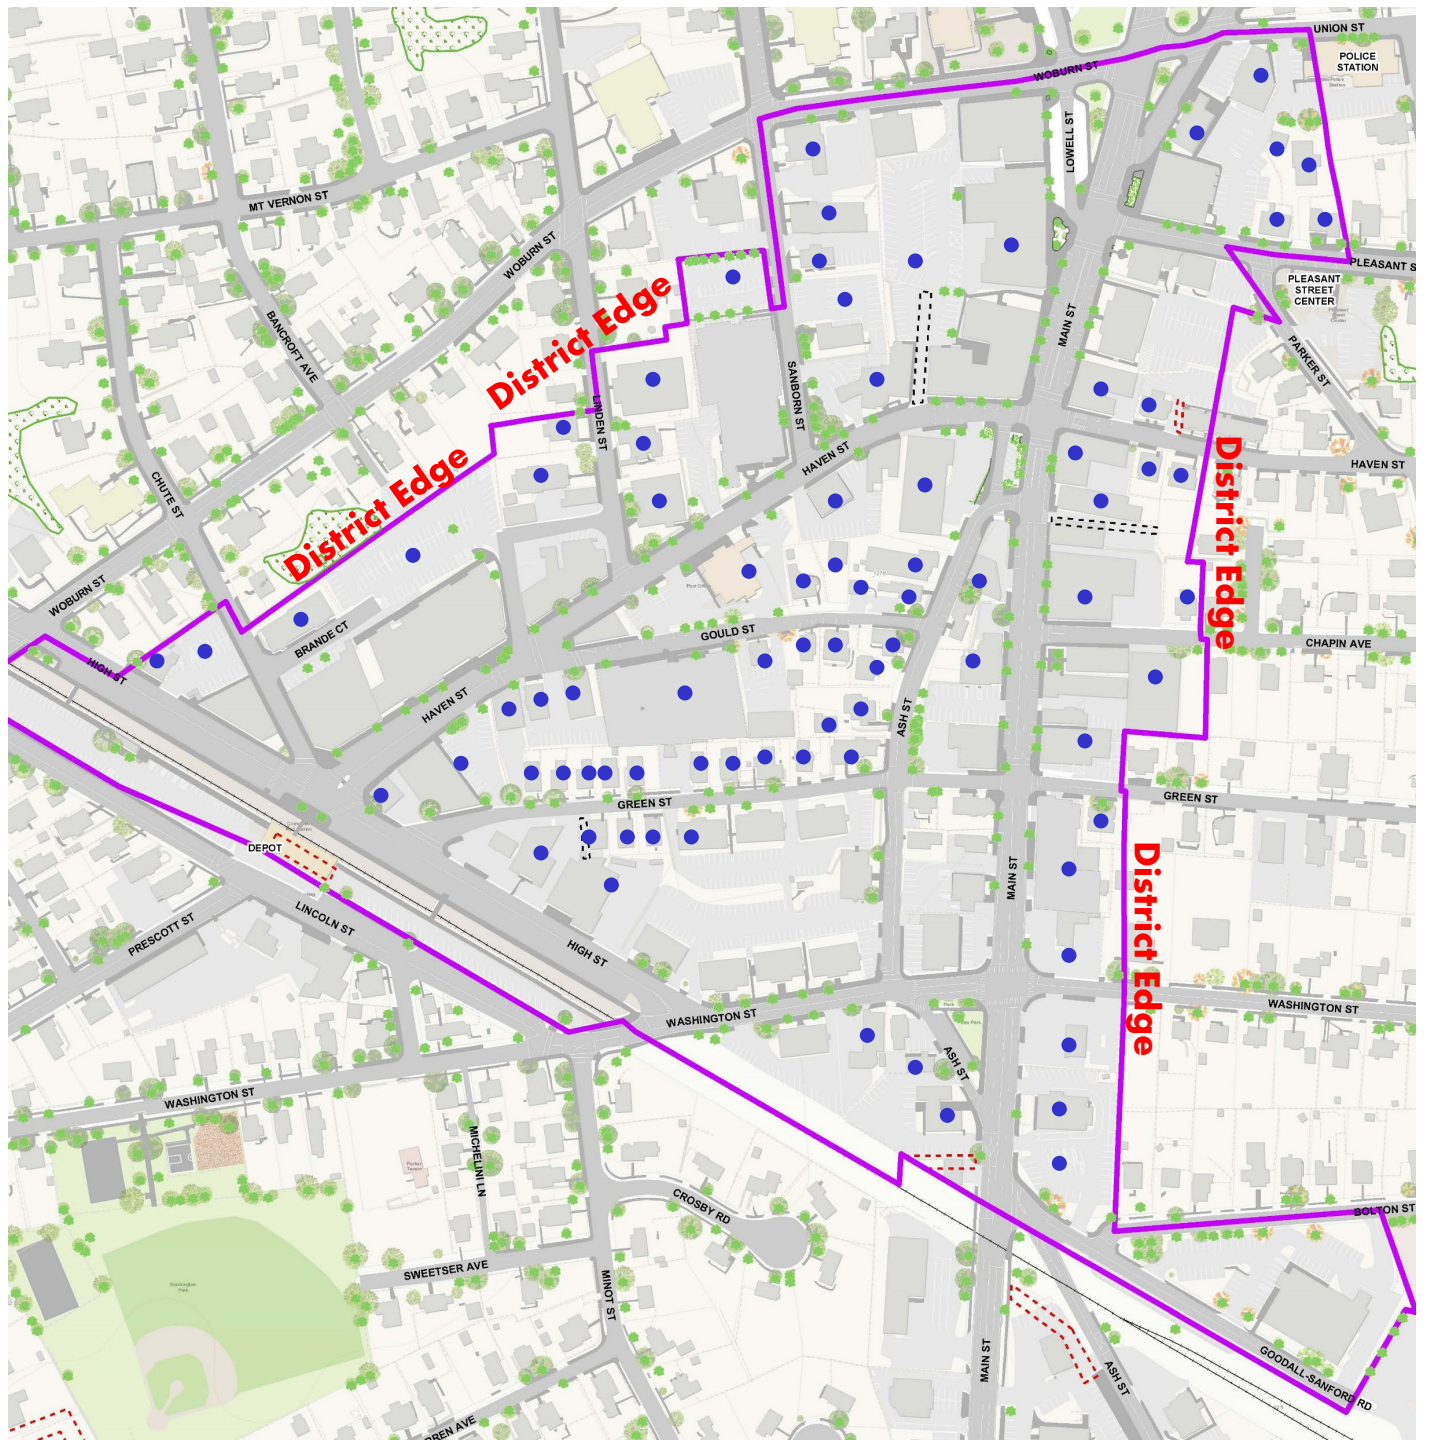 UNION ST
POLICE
STATION
WOBURN ST
LOWELL ST
MT VERNON ST
WOBURN ST
PLEASANT S
PLEASANT
STREET
CENTER
District Edge
BANCROFT AVE
MAIN ST
PARKER ST
SANBORN ST
LINDEN ST
District Edge
HAVEN ST
HAVEN ST
CHUTE ST
District Edge
WOBURN ST
GOULD ST
BRANDE CT
CHAPIN AVE
HIGH ST
HAVEN ST
ASH ST
GREEN ST
GREEN ST
DEPOT
MAIN ST
District Edge
PRESCOTT ST
LINCOLN ST
HIGH ST
WASHINGTON ST
WASHINGTON ST
ASH ST
WASHINGTON ST
MICHELINI LN
CROSBY RD
BOLTON ST
SWEETSER AVE
Washington
Park
MINOT ST
MAIN ST
ASH ST
GOODALL-SANFORD RD
RREN AVE